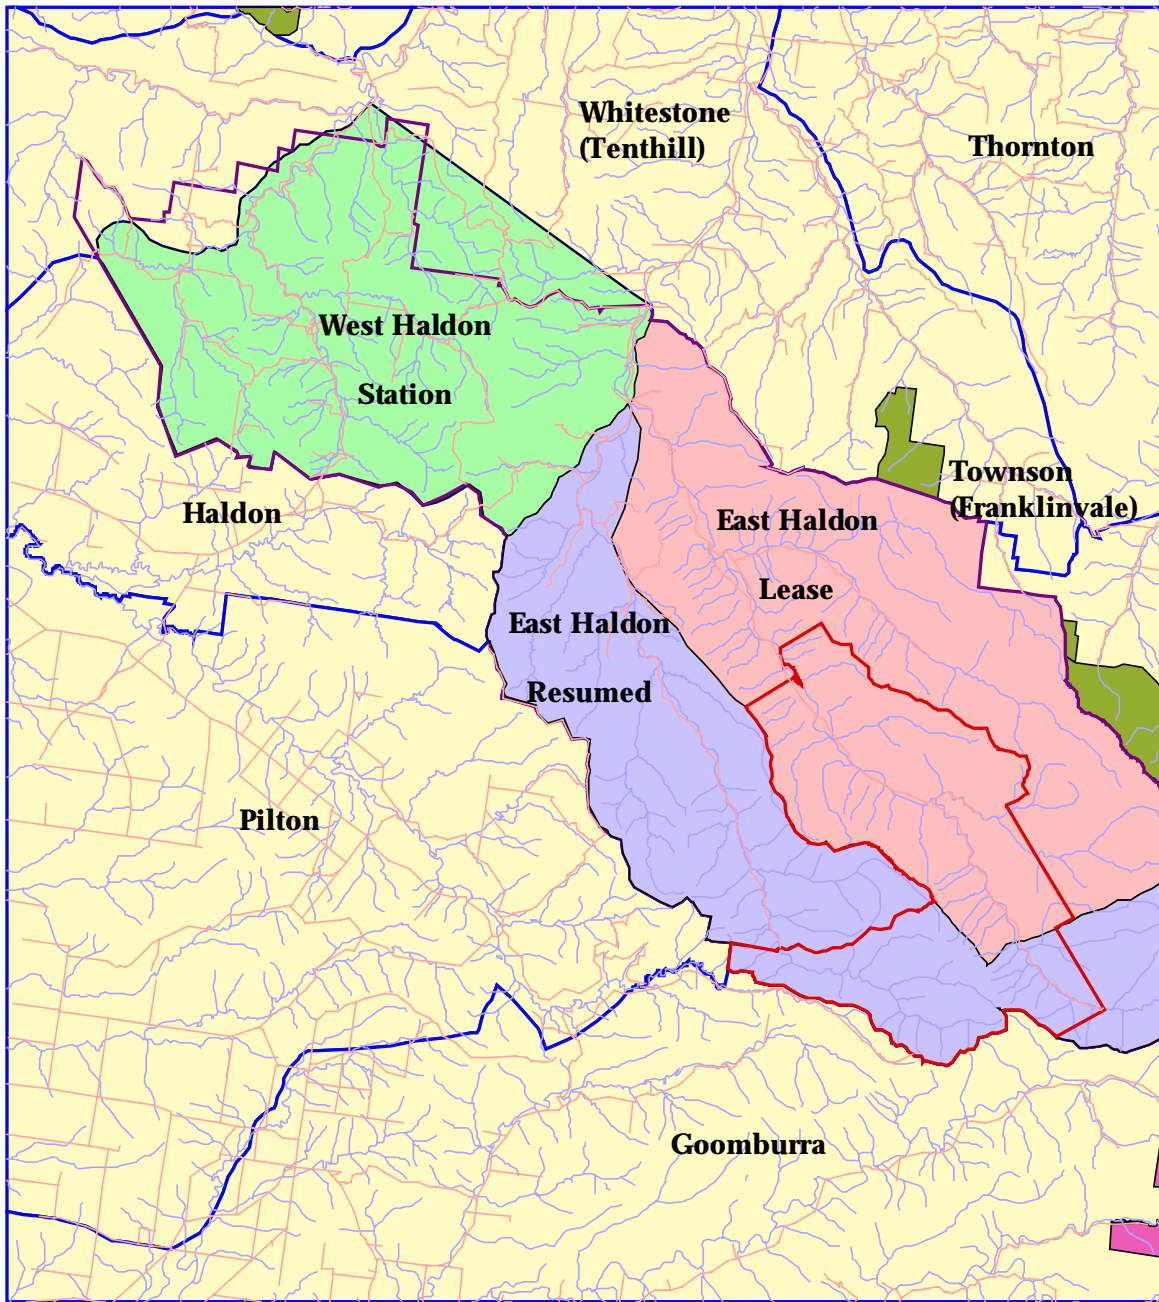 Whitestone
(Tenthill)
Thornton
West Haldon
Station
Townson
(Franklinvale)
Haldon
East Haldon
Lease
East Haldon
Resumed
Pilton
Goomburra